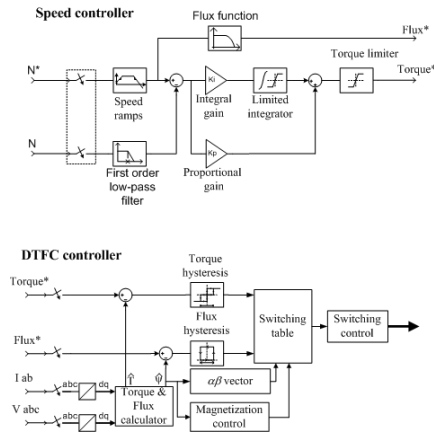 Speed controller
Flux function
Flux*
Torque limiter
N*
Ki
Torque*
Speed
ramps
Integral
gain
Limited
integrator
N
Kp
First order
low-pass
filter
Proportional
gain
DTFC controller
Torque
hysteresis
Torque*
Flux
hysteresis
Switching
table
Switching
control
Flux*
I ab
abc
dq
T̂
ψ̂
αβ vector
Torque &
Flux
calculator
V abc
abc
dq
Magnetization
control